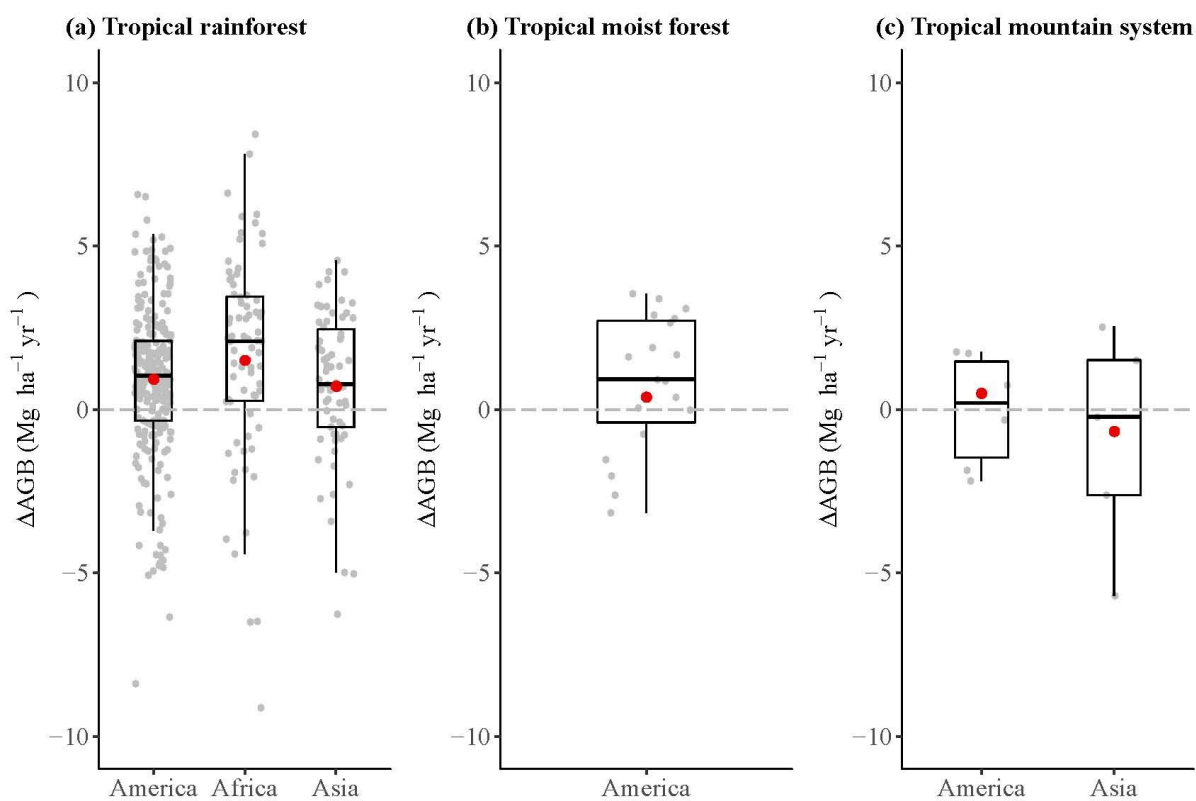 (a) Tropical rainforest
ΔAGB (Mg ha⁻¹ yr⁻¹ )
10
5
0
−5
−10
America Africa Asia
(b) Tropical moist forest
ΔAGB (Mg ha⁻¹ yr⁻¹ )
10
5
0
−5
−10
America
(c) Tropical mountain system
ΔAGB (Mg ha⁻¹ yr⁻¹ )
10
5
0
−5
−10
America Asia